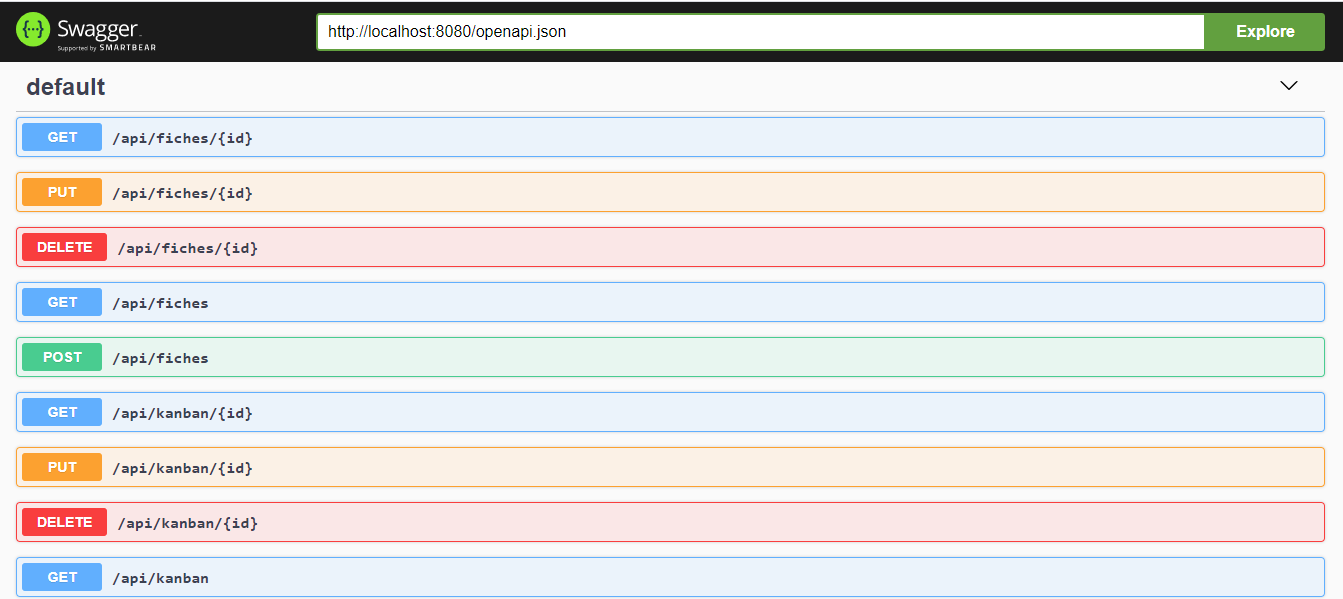 Swagger
Supported by SMARTBEAR
http://localhost:8080/openapi.json
Explore
default
GET /api/fiches/{id}
PUT /api/fiches/{id}
DELETE /api/fiches/{id}
GET /api/fiches
POST /api/fiches
GET /api/kanban/{id}
PUT /api/kanban/{id}
DELETE /api/kanban/{id}
GET /api/kanban